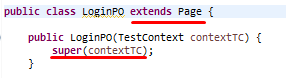 public class LoginPO extends Page {
public LoginPO(TestContext contextTC) {
super(contextTC);
}